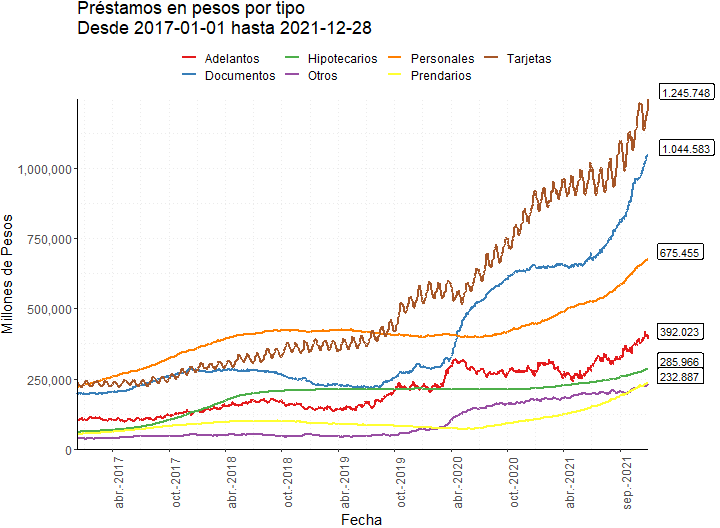 Préstamos en pesos por tipo
Desde 2017-01-01 hasta 2021-12-28
Adelantos Hipotecarios Personales Tarjetas
Documentos Otros Prendarios
1.245.748
1.044.583
675.455
392.023
285.966
232.887
1,000,000
750,000
500,000
250,000
0
Millones de Pesos
abr.-2017
oct.-2017
abr.-2018
oct.-2018
abr.-2019
oct.-2019
abr.-2020
oct.-2020
abr.-2021
sep.-2021
Fecha